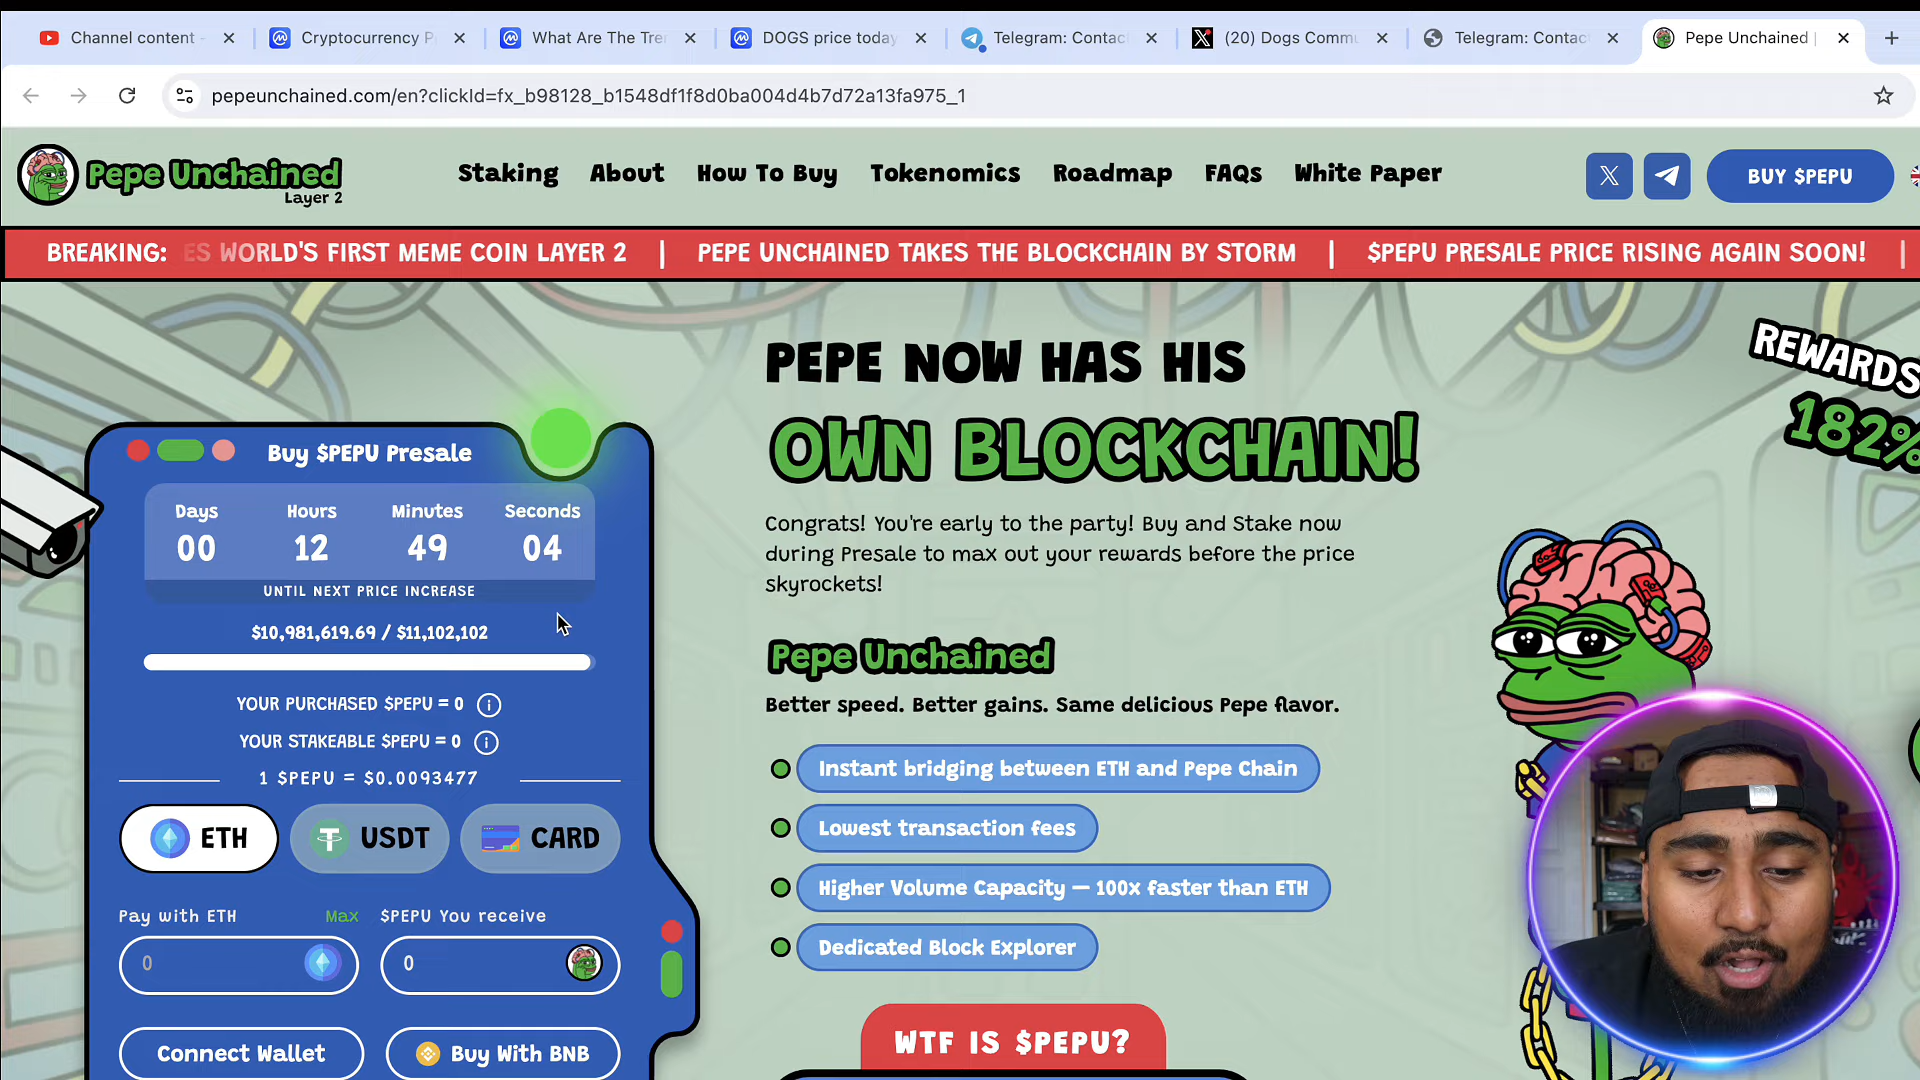 Channel content -
Cryptocurrency P
What Are The Tre
DOGS price today
Telegram: Contac
(20) Dogs Commu
Telegram: Contac
Pepe Unchained |
pepeunchained.com/en?clickId=fx_b98128_b1548df1f8d0ba004d4b7d72a13fa975_1
Pepe Unchained
Layer 2
Staking
About
How To Buy
Tokenomics
Roadmap
FAQs
White Paper
BUY $PEPU
BREAKING: ES WORLD'S FIRST MEME COIN LAYER 2 | PEPE UNCHAINED TAKES THE BLOCKCHAIN BY STORM | $PEPU PRESALE PRICE RISING AGAIN SOON! |
PEPE NOW HAS HIS
OWN BLOCKCHAIN!
Congrats! You're early to the party! Buy and Stake now
during Presale to max out your rewards before the price
skyrockets!
REWARDS
182%
Buy $PEPU Presale
Days Hours Minutes Seconds
00 12 49 04
UNTIL NEXT PRICE INCREASE
$10,981,619.69 / $11,102,102
YOUR PURCHASED $PEPU = 0
YOUR STAKEABLE $PEPU = 0
1 $PEPU = $0.0093477
ETH
USDT
CARD
Pay with ETH Max
$PEPU You receive
0
0
Connect Wallet
Buy With BNB
Pepe Unchained
Better speed. Better gains. Same delicious Pepe flavor.
Instant bridging between ETH and Pepe Chain
Lowest transaction fees
Higher Volume Capacity — 100x faster than ETH
Dedicated Block Explorer
WTF IS $PEPU?